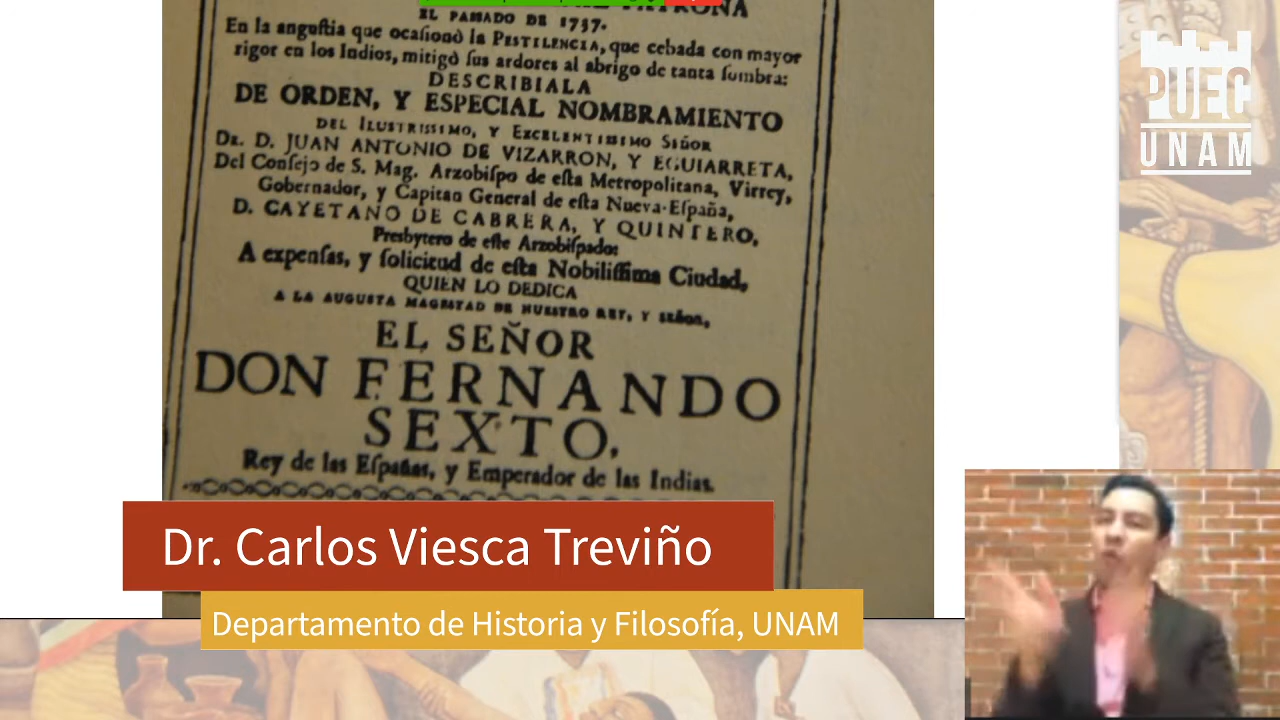 PATRONA
EL PASSADO DE 1737.
En la anguſtia que ocaſionò la PESTILENCIA, que cebada con mayor
rigor en los Indios, mitigò ſus ardores al abrigo de tanta ſombra:
DESCRIBIALA
DE ORDEN, Y ESPECIAL NOMBRAMIENTO
DEL ILUSTRISSIMO, Y EXCELENTISSIMO SEÑOR
DR. D. JUAN ANTONIO DE VIZARRON, Y EGUIARRETA,
Del Conſejo de S. Mag. Arzobiſpo de eſta Metropolitana, Virrey,
Gobernador, y Capitan General de eſta Nueva-Eſpaña,
D. CAYETANO DE CABRERA, Y QUINTERO,
Presbytero de eſte Arzobiſpado:
A expenſas, y ſolicitud de eſta Nobiliſſima Ciudad,
QUIEN LO DEDICA
A LA AUGUSTA MAGESTAD DE NUESTRO REY, Y SEÑOR,
EL SEÑOR
DON FERNANDO
SEXTO,
Rey de las Eſpañas, y Emperador de las Indias.
PUEC
UNAM
Dr. Carlos Viesca Treviño
Departamento de Historia y Filosofía, UNAM